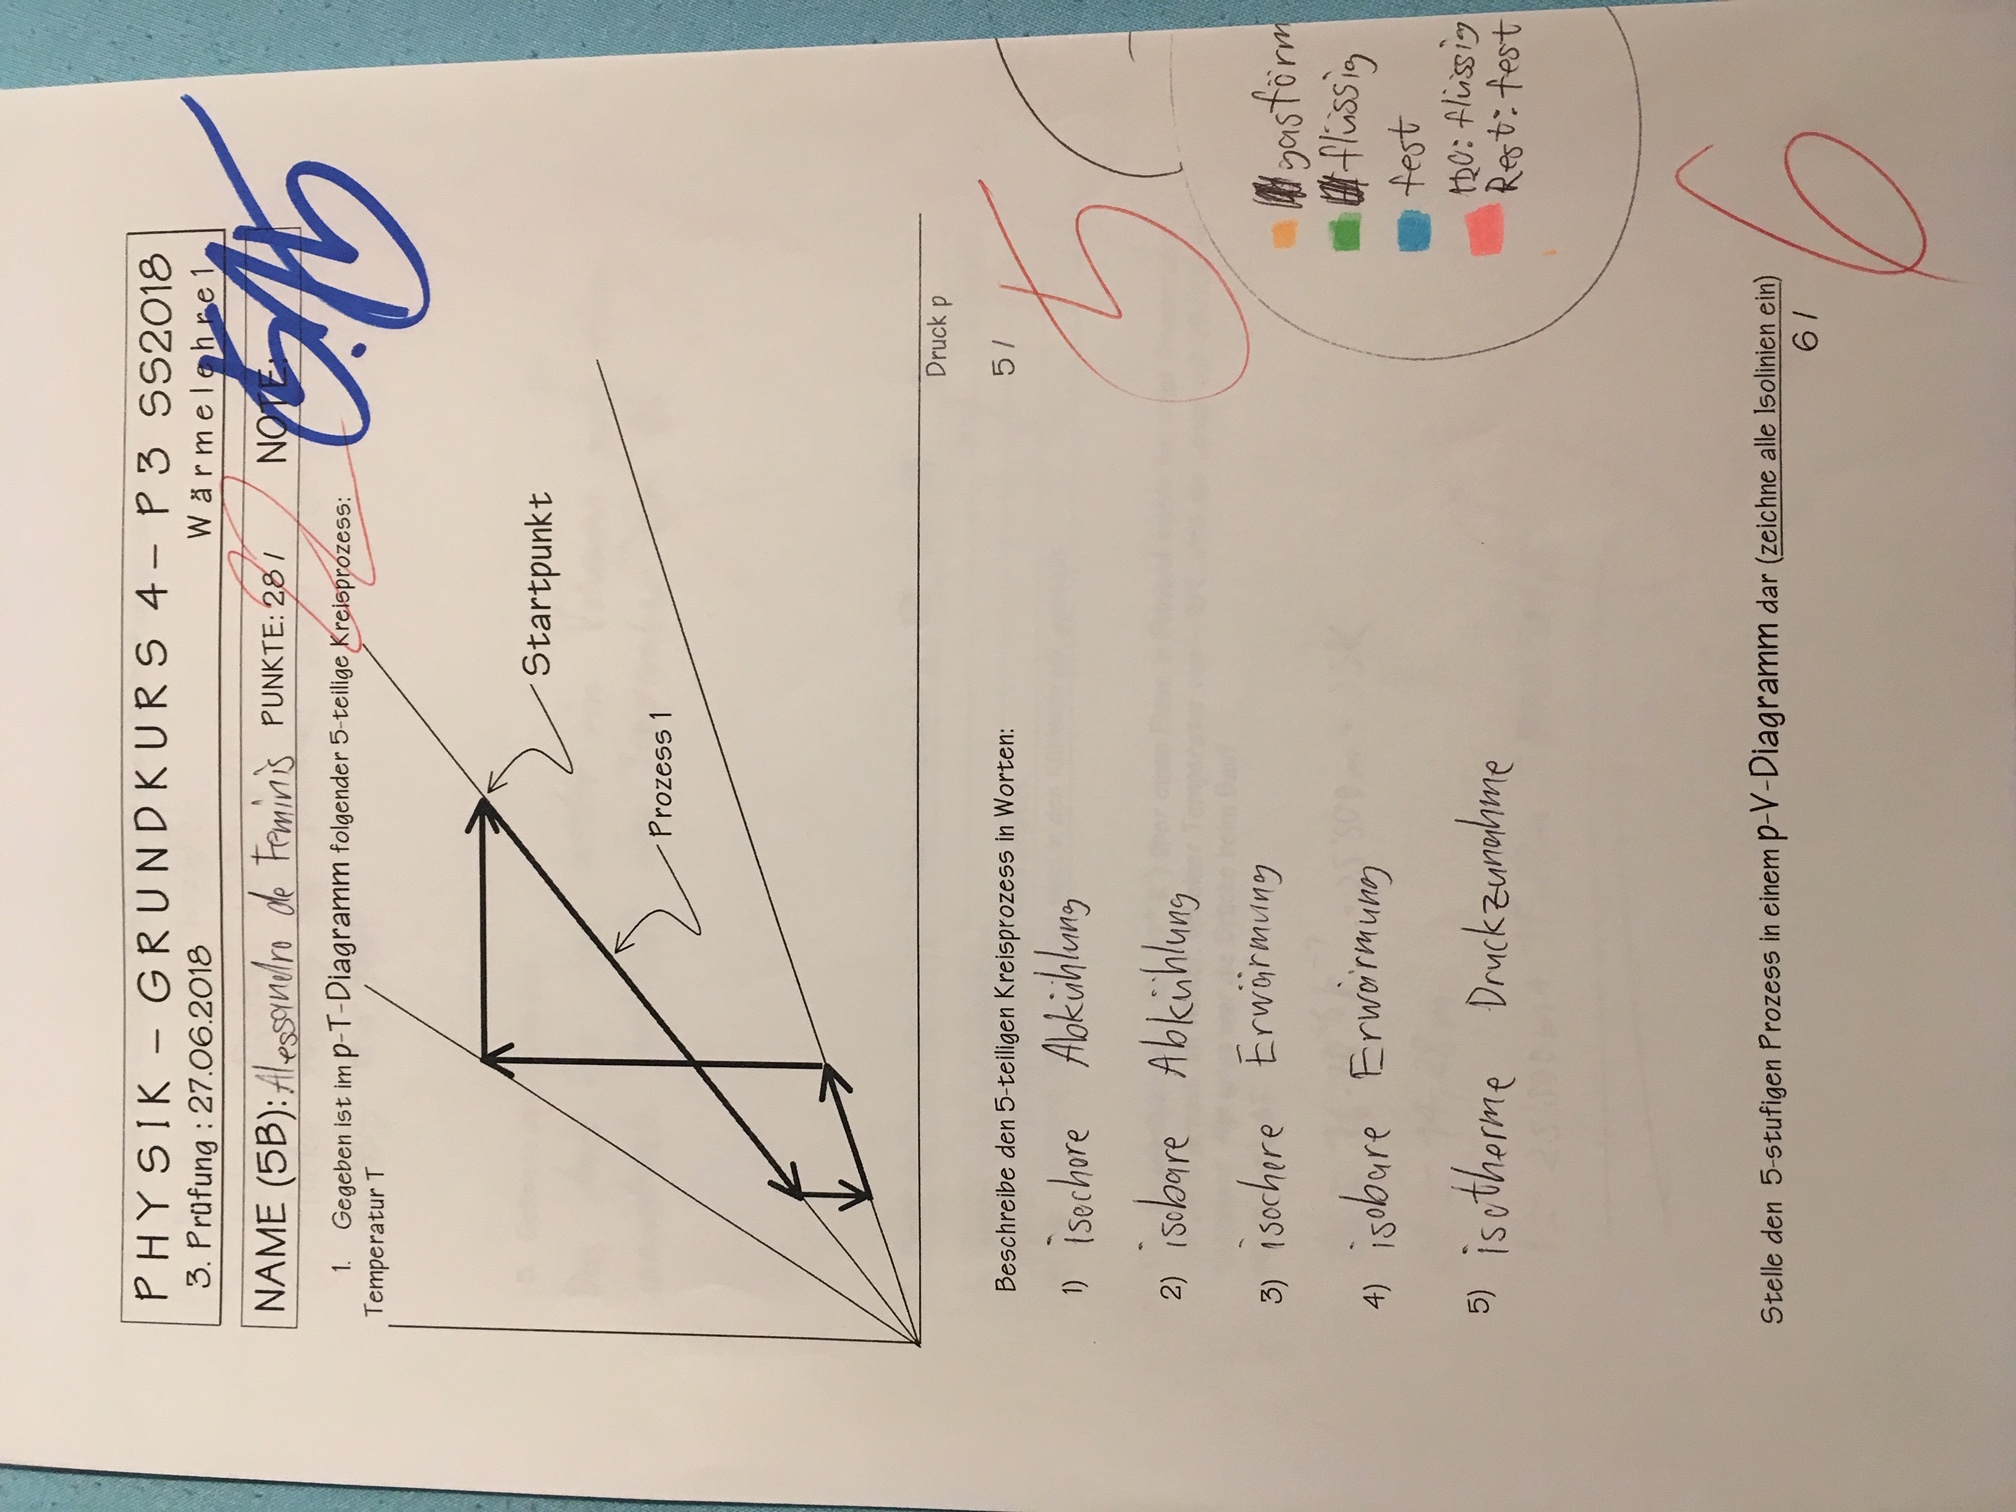 PHYSIK – GRUNDKURS 4 – P3 SS2018
3. Prüfung : 27.06.2018 Wärmelehre1
NAME (5B): Alessandro de Feminis PUNKTE: 28 / 22 NOTE: 5.15
1. Gegeben ist im p-T-Diagramm folgender 5-teilige Kreisprozess:
Temperatur T
Startpunkt
Prozess 1
Druck p
Beschreibe den 5-teiligen Kreisprozess in Worten: 5 / 5
1) isochore Abkühlung
2) isobare Abkühlung
3) isochore Erwärmung
4) isobare Erwärmung
5) isotherme Druckzunahme
gasförm
flüssig
fest
H2O: flüssig
Rest: fest
Stelle den 5-stufigen Prozess in einem p-V-Diagramm dar (zeichne alle Isolinien ein)
6 / 6